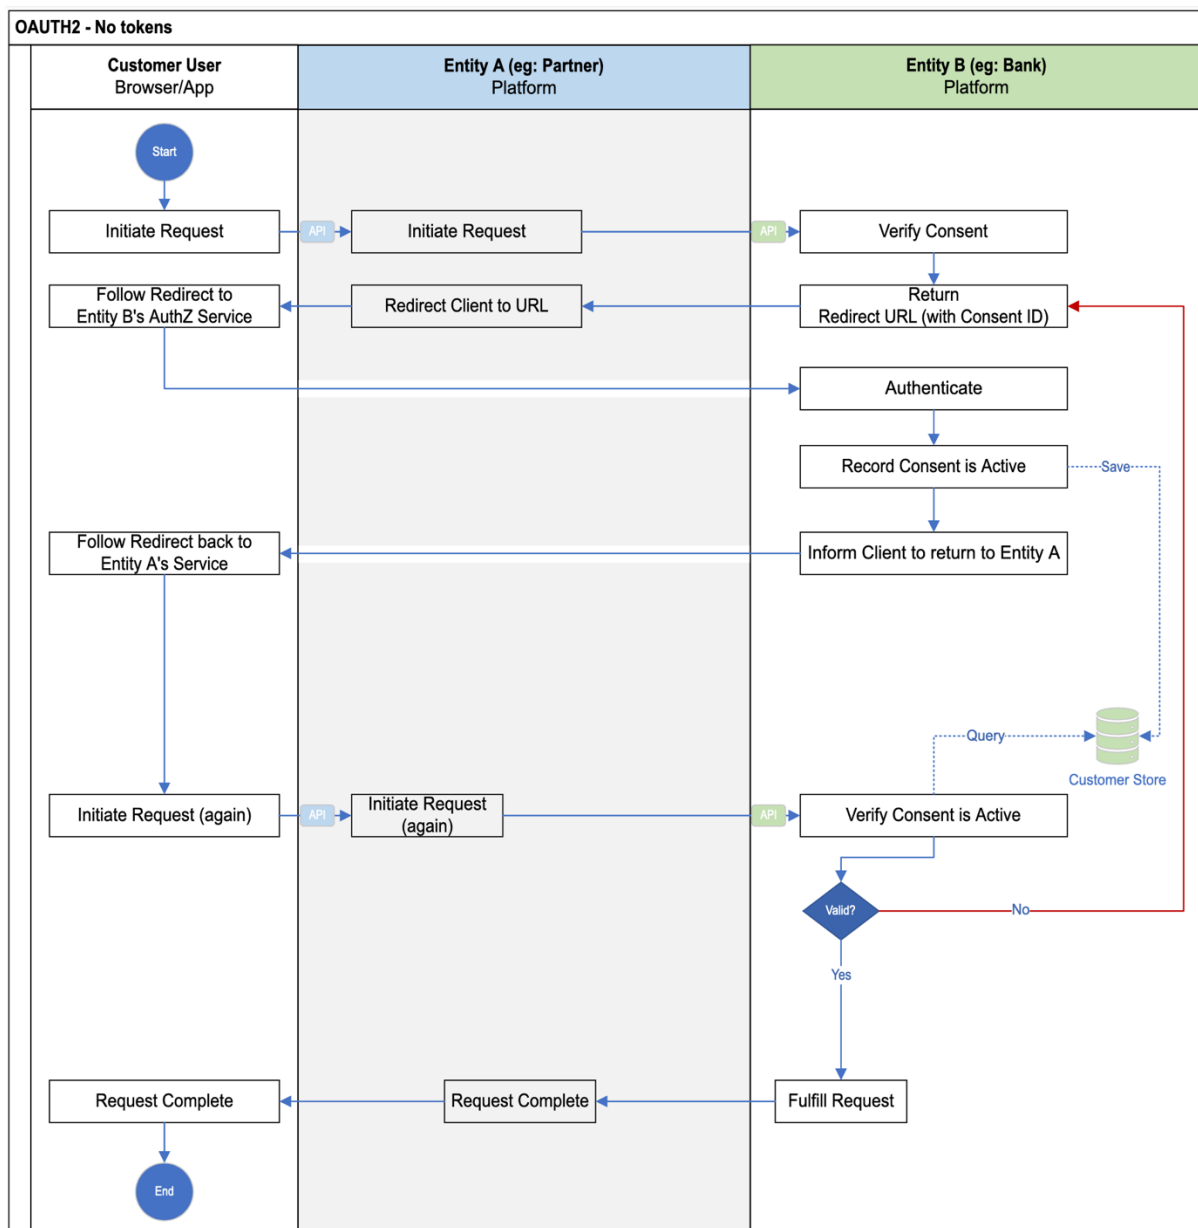 OAUTH2 - No tokens
Customer User
Browser/App
Entity A (eg: Partner)
Platform
Entity B (eg: Bank)
Platform
Start
Initiate Request
API
Initiate Request
API
Verify Consent
Follow Redirect to
Entity B's AuthZ Service
Redirect Client to URL
Return
Redirect URL (with Consent ID)
Authenticate
Record Consent is Active
Save
Follow Redirect back to
Entity A's Service
Inform Client to return to Entity A
Query
Customer Store
Initiate Request (again)
API
Initiate Request
(again)
API
Verify Consent is Active
Valid?
No
Yes
Request Complete
Request Complete
Fulfill Request
End